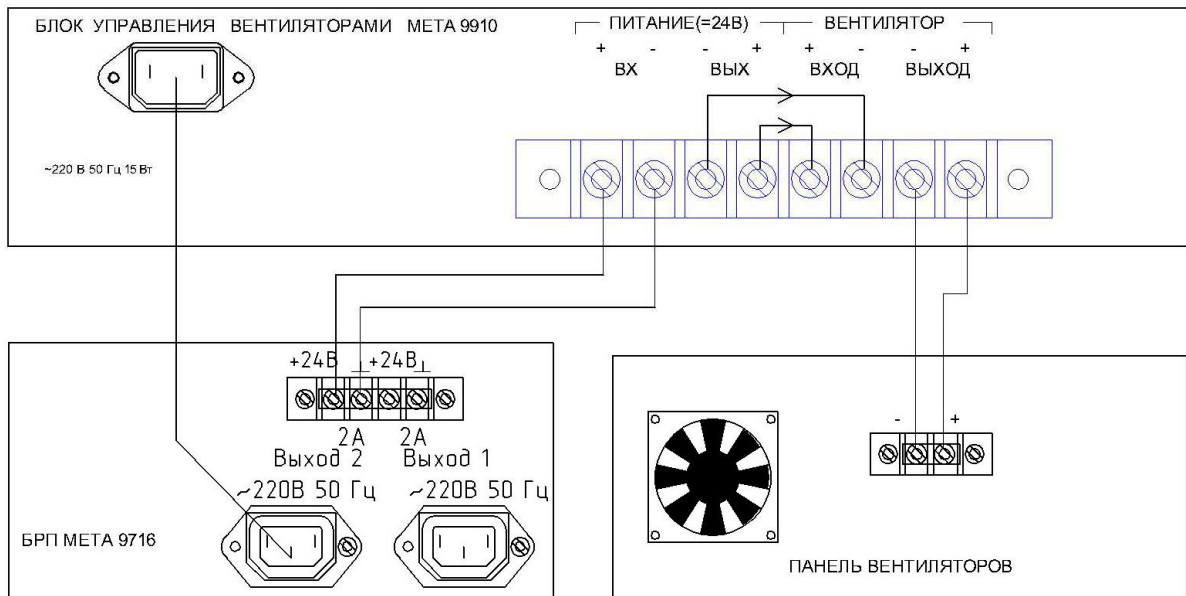 БЛОК УПРАВЛЕНИЯ ВЕНТИЛЯТОРАМИ МЕТА 9910
ПИТАНИЕ(=24В) ВЕНТИЛЯТОР
+ - - + + - - +
ВХ ВЫХ ВХОД ВЫХОД
~220 В 50 Гц 15 Вт
+24В ⊥ +24В ⊥
2А 2А
Выход 2 Выход 1
~220В 50 Гц ~220В 50 Гц
БРП МЕТА 9716
- +
ПАНЕЛЬ ВЕНТИЛЯТОРОВ